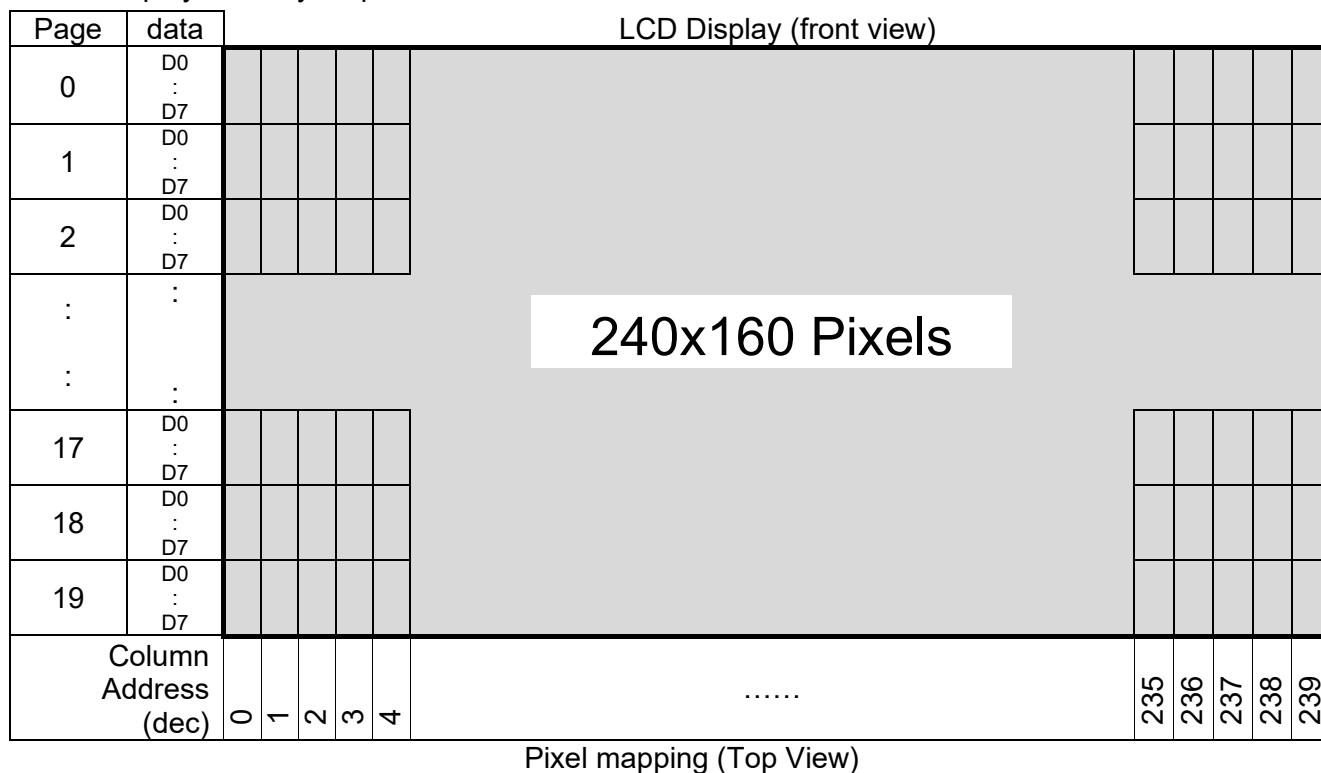 Page data LCD Display (front view)
0 D0 : D7
1 D0 : D7
2 D0 : D7
: :
240x160 Pixels
: :
17 D0 : D7
18 D0 : D7
19 D0 : D7
Column Address (dec) 0 1 2 3 4 …… 235 236 237 238 239
Pixel mapping (Top View)